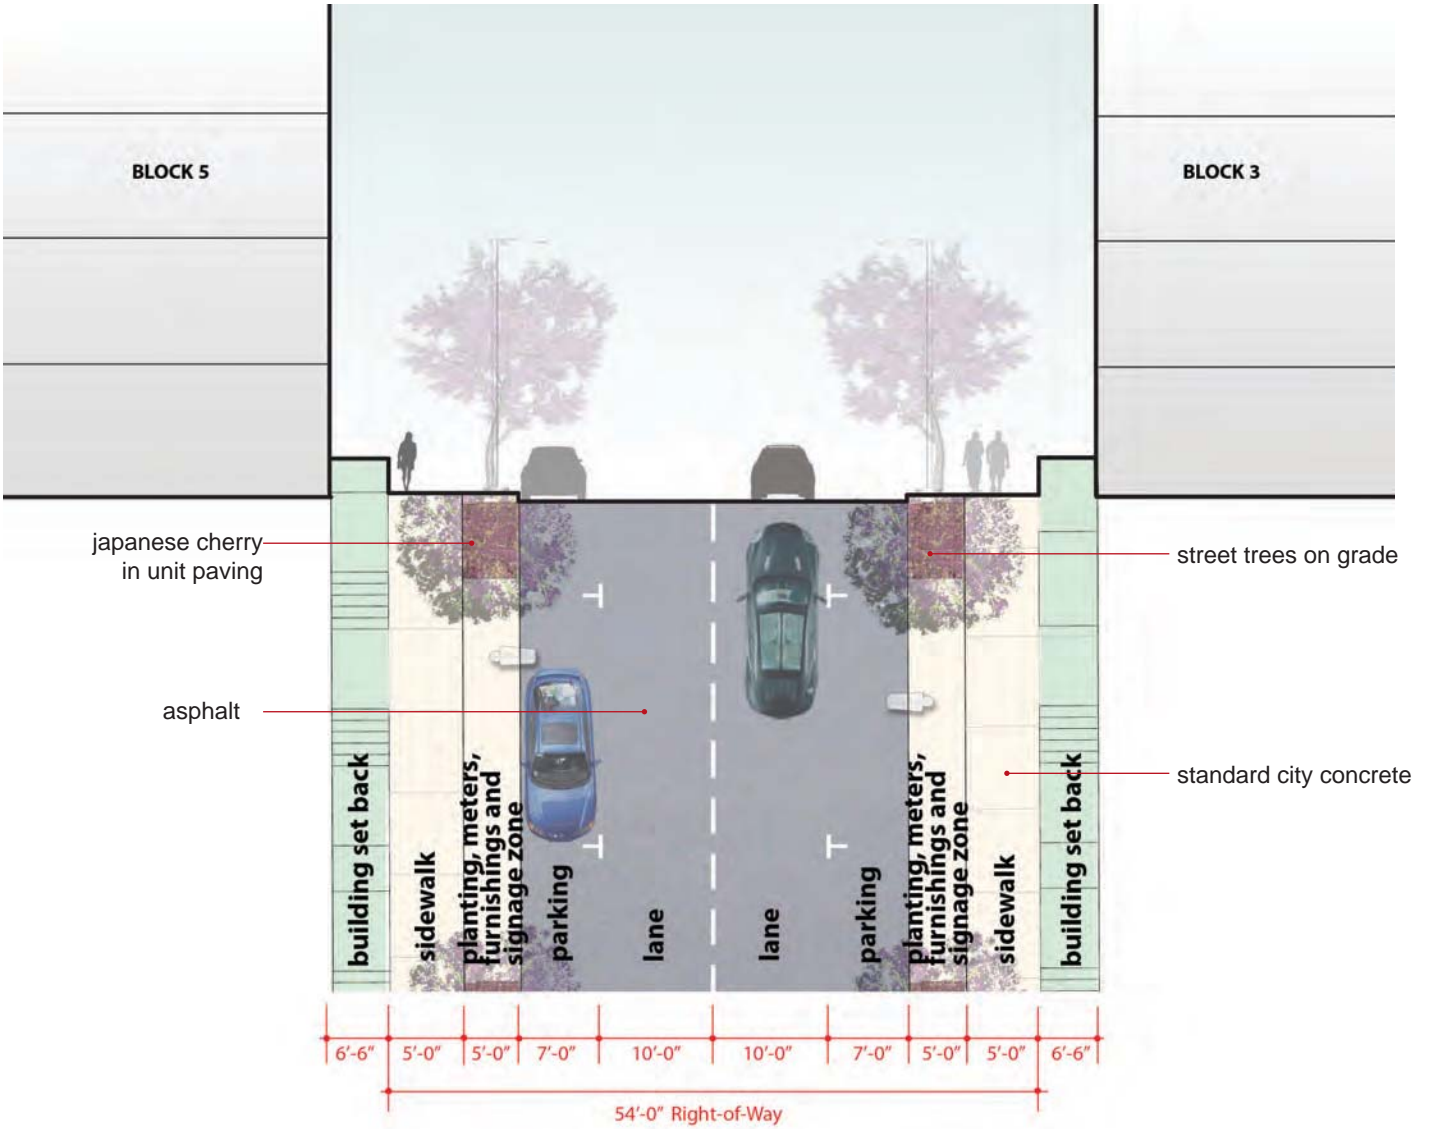 BLOCK 5
BLOCK 3
japanese cherry
in unit paving
street trees on grade
asphalt
standard city concrete
building set back
sidewalk
planting, meters,
furnishings and
signage zone
parking
lane
lane
parking
planting, meters,
furnishings and
signage zone
sidewalk
building set back
6'-6" 5'-0" 5'-0" 7'-0" 10'-0" 10'-0" 7'-0" 5'-0" 5'-0" 6'-6"
54'-0" Right-of-Way